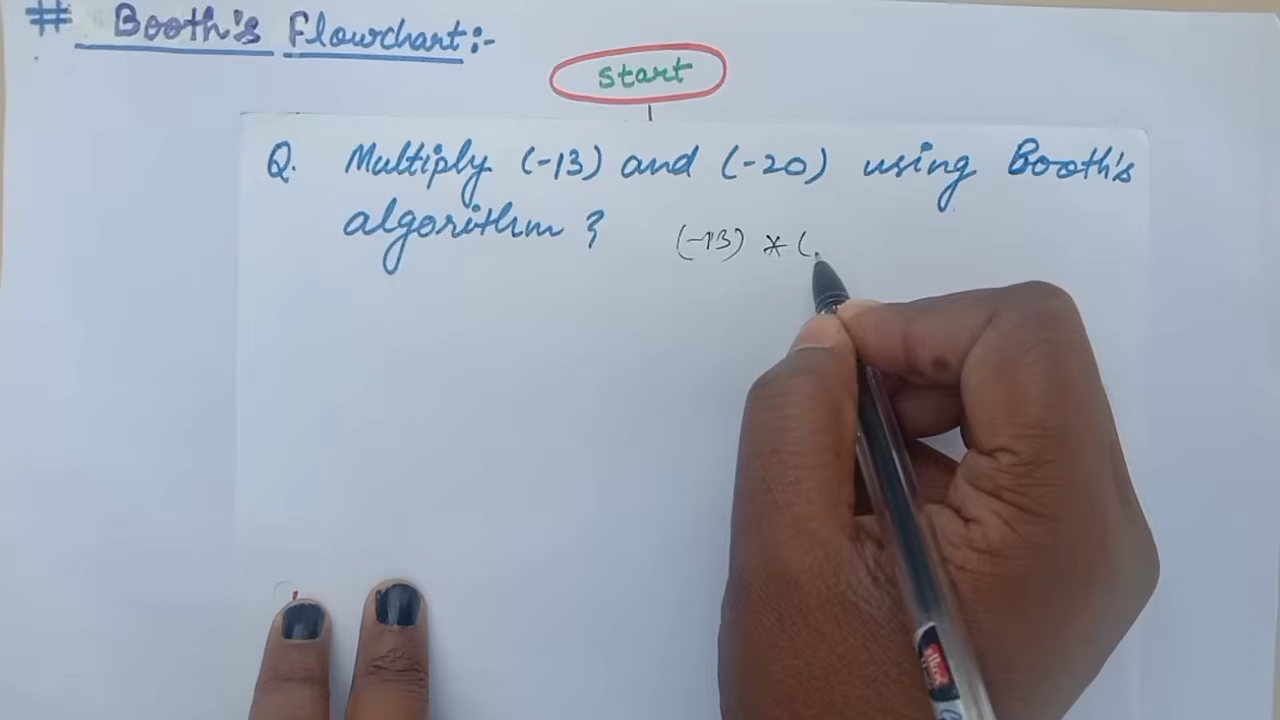 # Booth's Flowchart:-
start
Q. Multiply (-13) and (-20) using Booth's
algorithm ?
(-13) * (